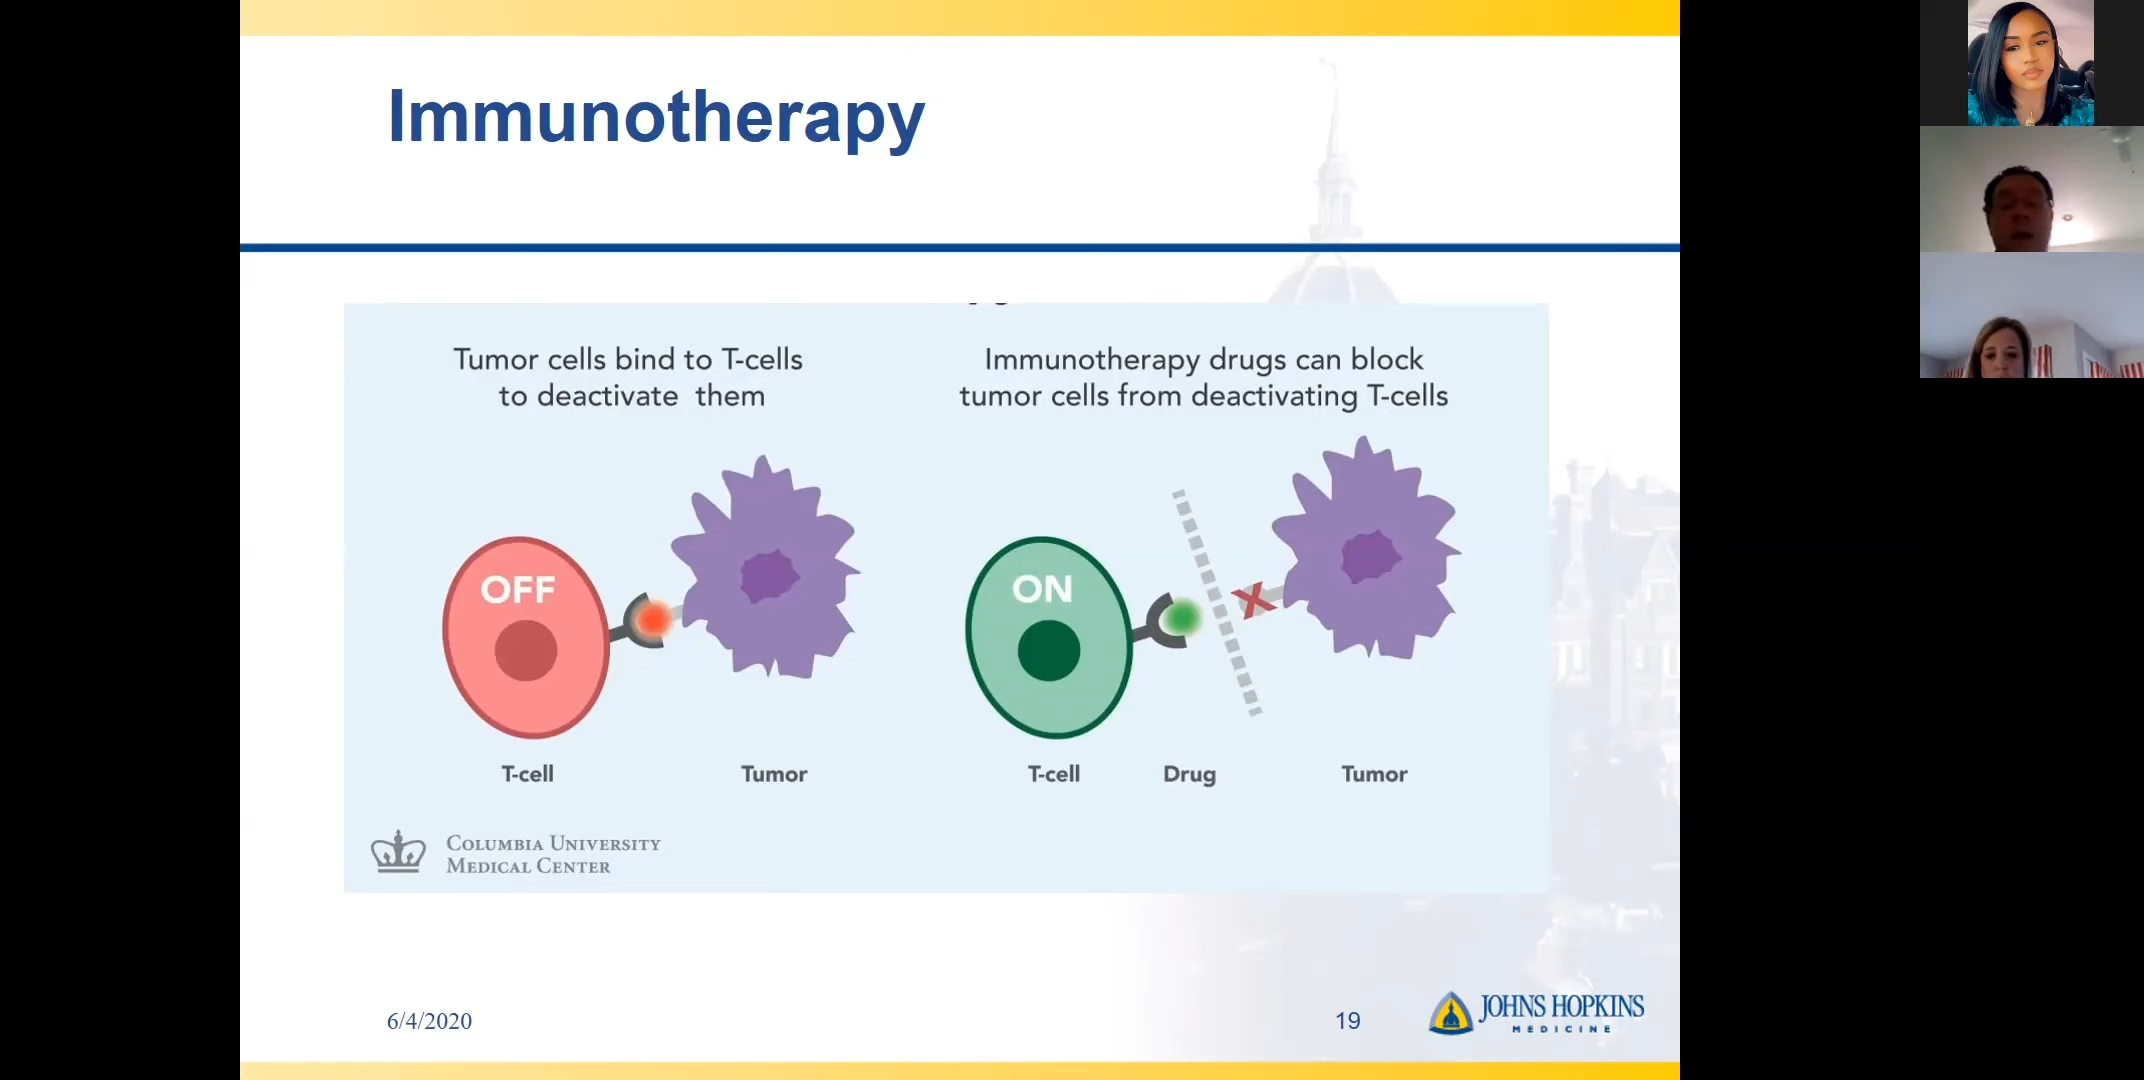 Immunotherapy
Tumor cells bind to T-cells
to deactivate them
Immunotherapy drugs can block
tumor cells from deactivating T-cells
OFF
ON
T-cell
Tumor
T-cell
Drug
Tumor
COLUMBIA UNIVERSITY
MEDICAL CENTER
6/4/2020
19
JOHNS HOPKINS
MEDICINE